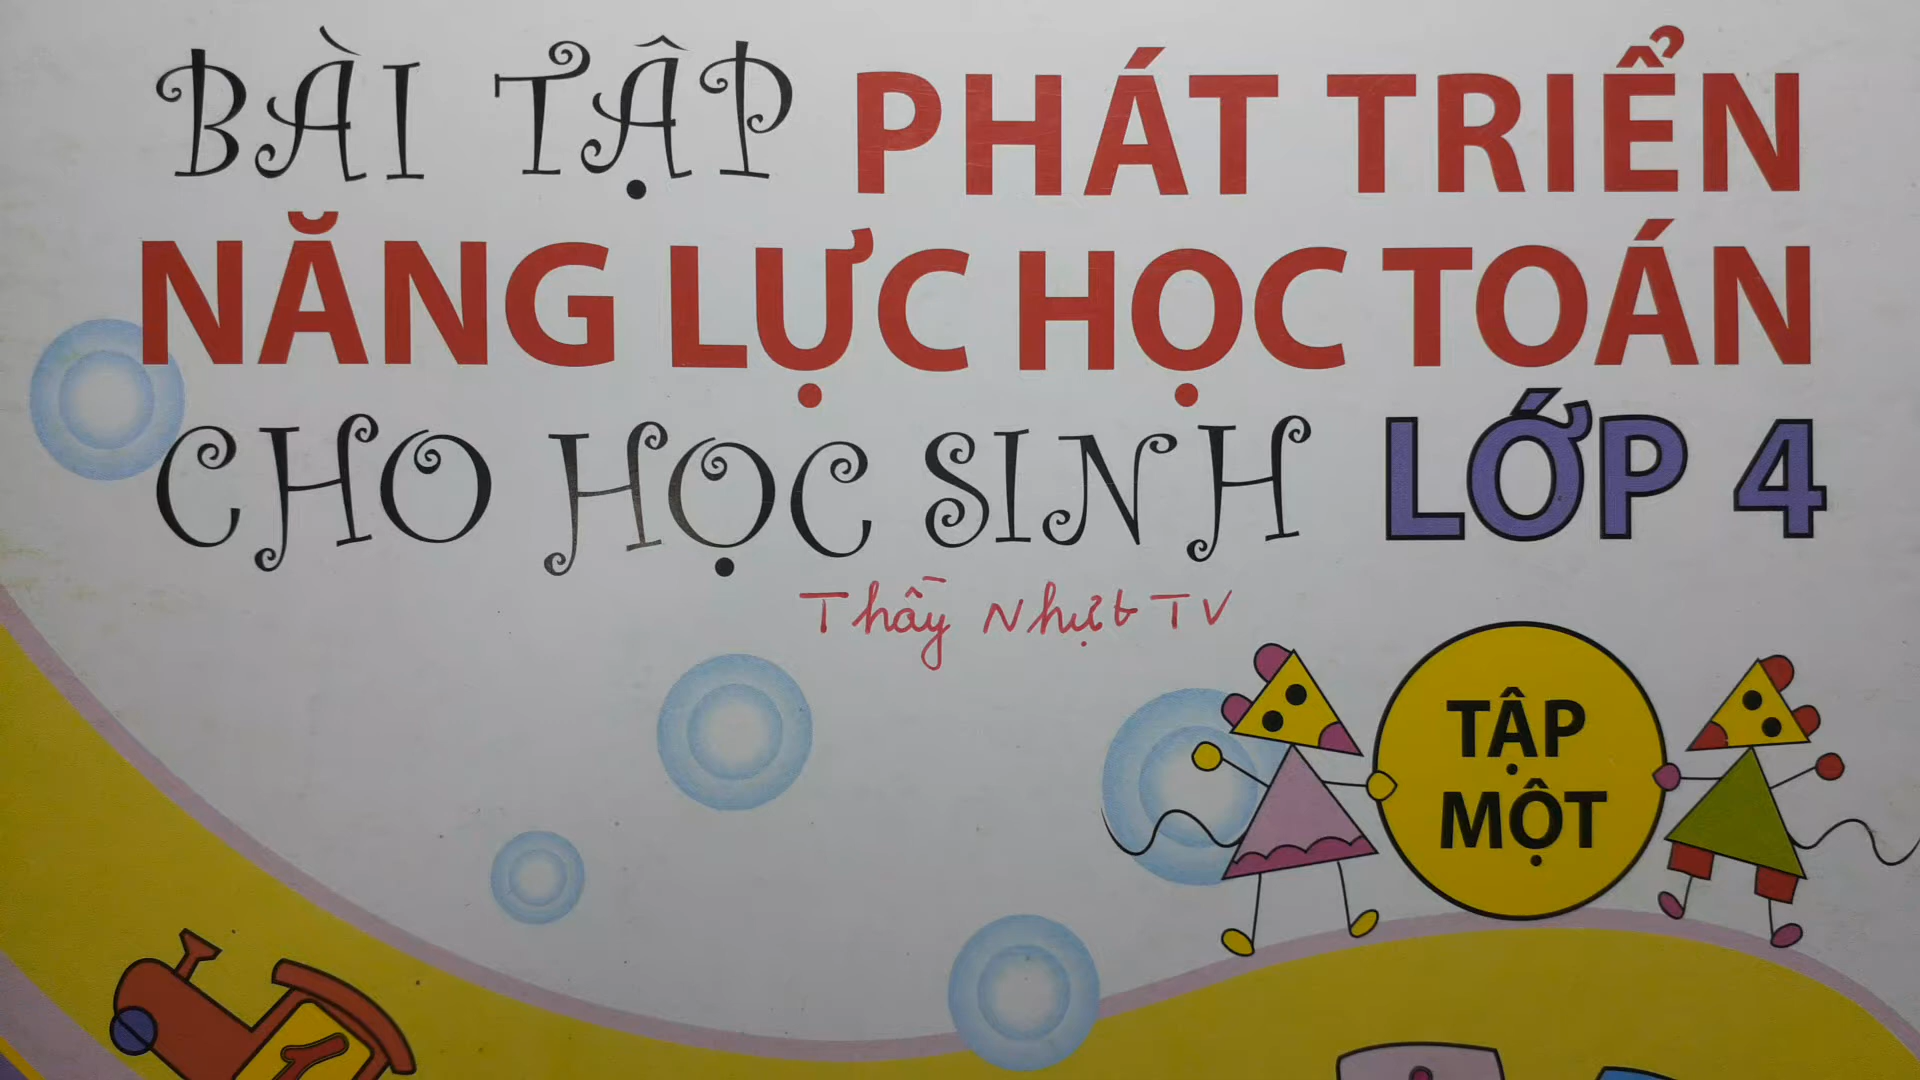 BÀI TẬP PHÁT TRIỂN
NĂNG LỰC HỌC TOÁN
CHO HỌC SINH LỚP 4
Thầy Nhựt TV
TẬP
MỘT